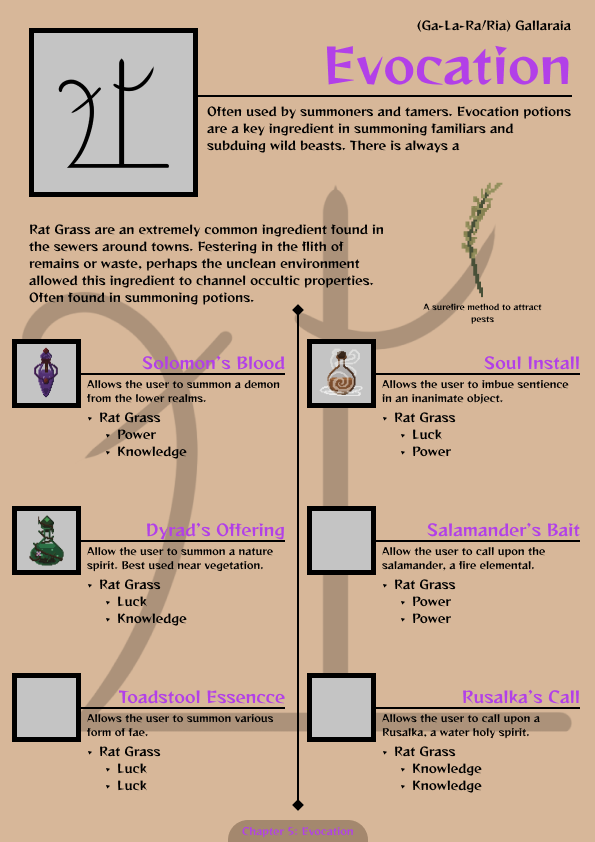 (Ga-La-Ra/Ria) Gallaraia
Evocation
Often used by summoners and tamers. Evocation potions
are a key ingredient in summoning familiars and
subduing wild beasts. There is always a
Rat Grass are an extremely common ingredient found in
the sewers around towns. Festering in the flith of
remains or waste, perhaps the unclean environment
allowed this ingredient to channel occultic properties.
Often found in summoning potions.
A surefire method to attract
pests
Solomon's Blood
Allows the user to summon a demon
from the lower realms.
Rat Grass
Power
Knowledge
Soul Install
Allows the user to imbue sentience
in an inanimate object.
Rat Grass
Luck
Power
Dyrad's Offering
Allow the user to summon a nature
spirit. Best used near vegetation.
Rat Grass
Luck
Knowledge
Salamander's Bait
Allow the user to call upon the
salamander, a fire elemental.
Rat Grass
Power
Power
Toadstool Essencce
Allows the user to summon various
form of fae.
Rat Grass
Luck
Luck
Rusalka's Call
Allows the user to call upon a
Rusalka, a water holy spirit.
Rat Grass
Knowledge
Knowledge
Chapter 5: Evocation